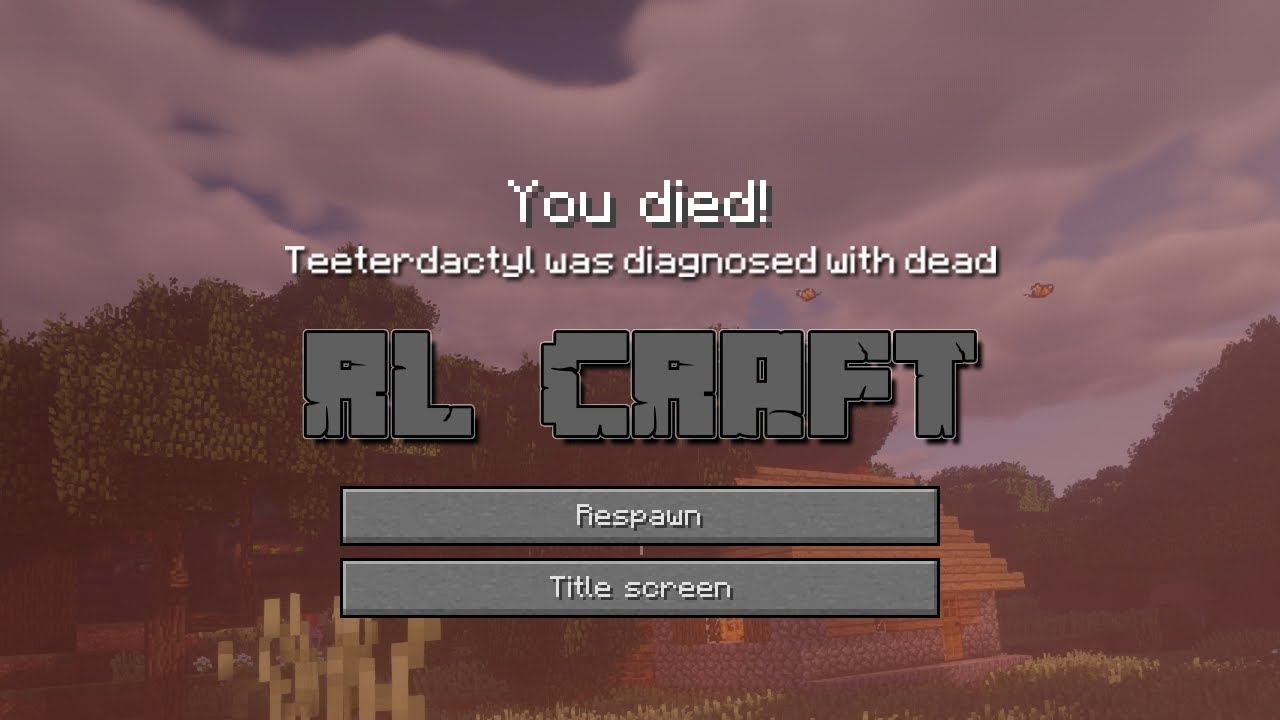 You died!
Teeterdactyl was diagnosed with dead
RL CRAFT
Respawn
Title screen